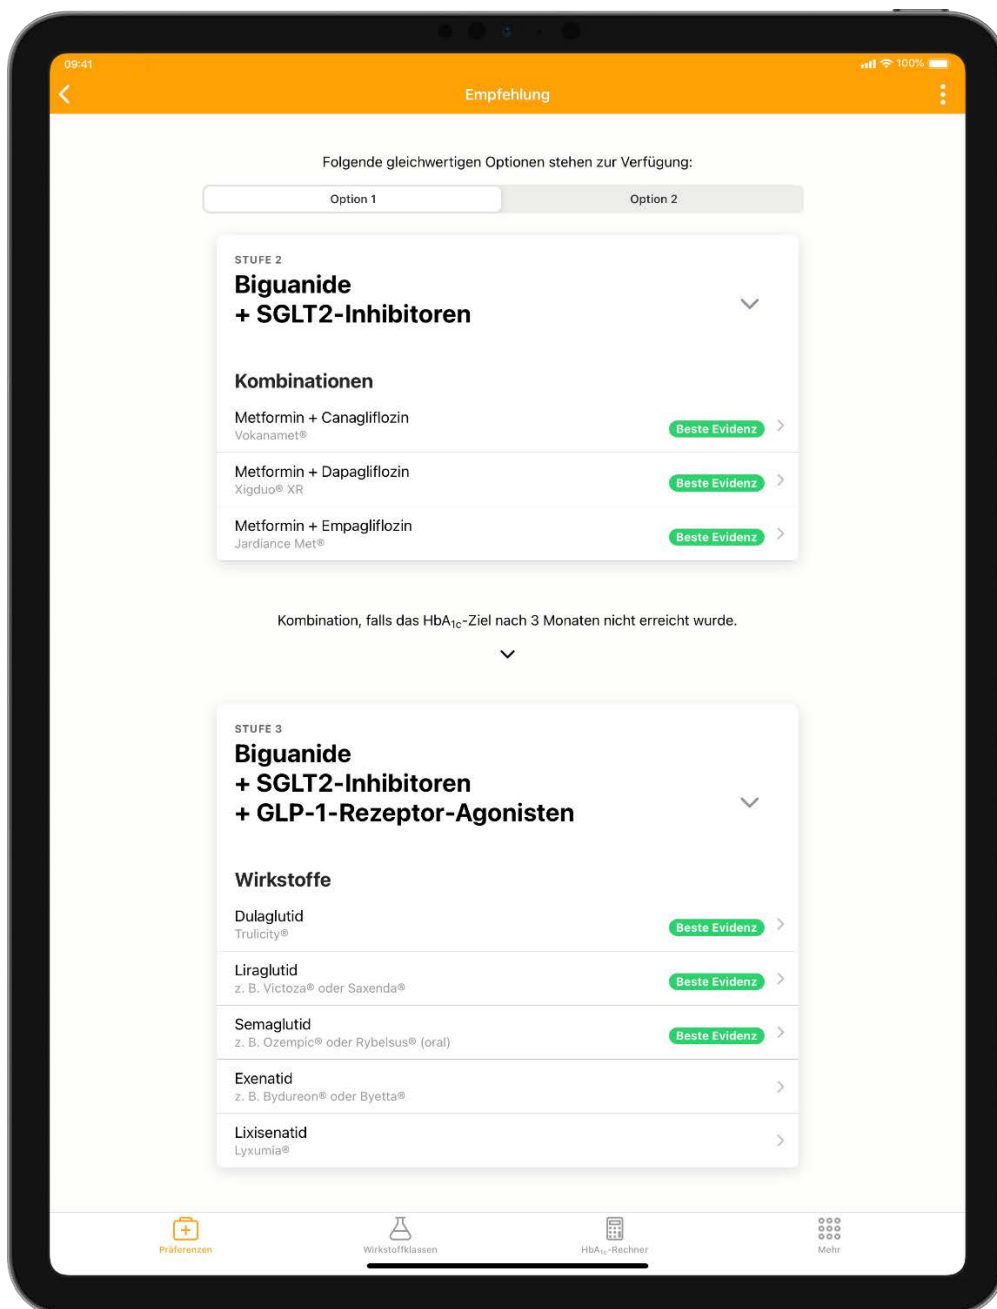 09:41
100%
Empfehlung
Folgende gleichwertigen Optionen stehen zur Verfügung:
Option 1
Option 2
STUFE 2
Biguanide
+ SGLT2-Inhibitoren
Kombinationen
Metformin + Canagliflozin
Vokanamet®
Beste Evidenz
Metformin + Dapagliflozin
Xigduo® XR
Beste Evidenz
Metformin + Empagliflozin
Jardiance Met®
Beste Evidenz
Kombination, falls das HbA1c-Ziel nach 3 Monaten nicht erreicht wurde.
STUFE 3
Biguanide
+ SGLT2-Inhibitoren
+ GLP-1-Rezeptor-Agonisten
Wirkstoffe
Dulaglutid
Trulicity®
Beste Evidenz
Liraglutid
z. B. Victoza® oder Saxenda®
Beste Evidenz
Semaglutid
z. B. Ozempic® oder Rybelsus® (oral)
Beste Evidenz
Exenatid
z. B. Bydureon® oder Byetta®
Lixisenatid
Lyxumia®
Präferenzen
Wirkstoffklassen
HbA1c-Rechner
Mehr